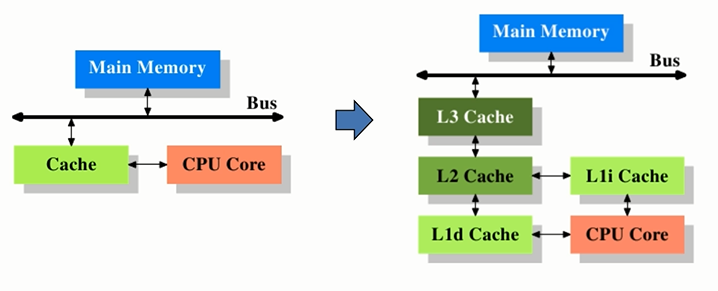 Main Memory
Bus
Cache
CPU Core
Main Memory
Bus
L3 Cache
L2 Cache
L1i Cache
L1d Cache
CPU Core